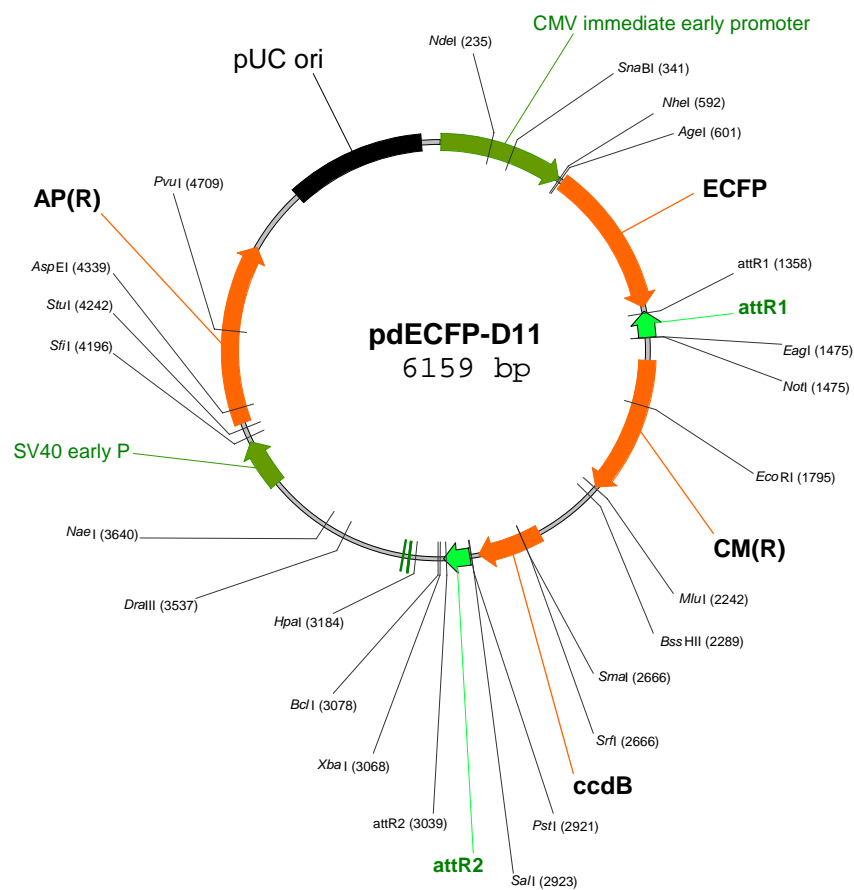 CMV immediate early promoter
NdeI (235)
pUC ori
SnaBI (341)
NheI (592)
AgeI (601)
PvuI (4709)
AP(R)
ECFP
AspEI (4339)
attR1 (1358)
StuI (4242)
attR1
SfiI (4196)
pdECFP-D11
6159 bp
EagI (1475)
NotI (1475)
SV40 early P
EcoRI (1795)
NaeI (3640)
CM(R)
DraIII (3537)
MluI (2242)
HpaI (3184)
BssHII (2289)
SmaI (2666)
BclI (3078)
SrfI (2666)
XbaI (3068)
ccdB
attR2 (3039)
PstI (2921)
attR2
SalI (2923)